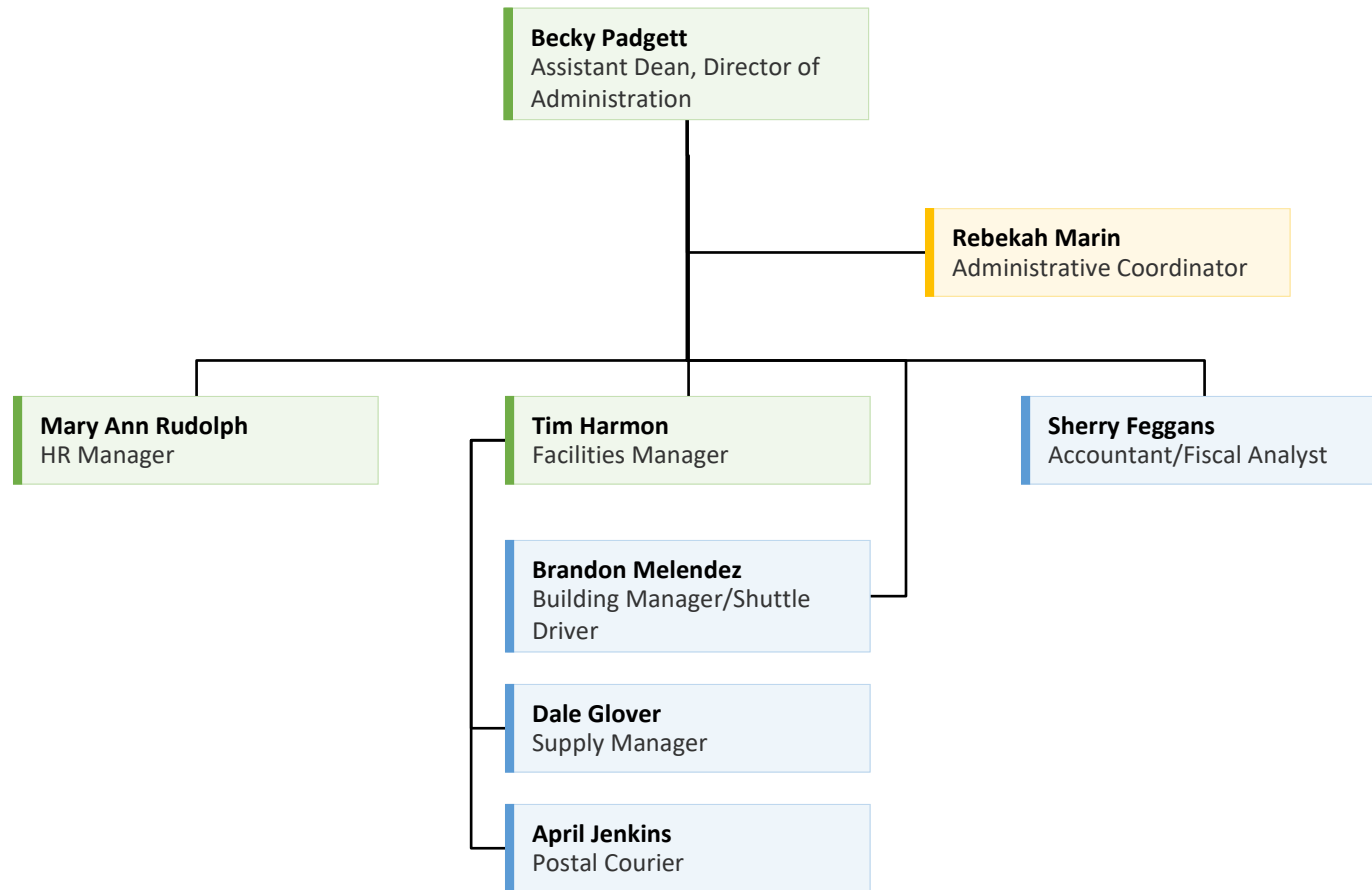 Becky Padgett
Assistant Dean, Director of
Administration
Rebekah Marin
Administrative Coordinator
Mary Ann Rudolph
HR Manager
Tim Harmon
Facilities Manager
Sherry Feggans
Accountant/Fiscal Analyst
Brandon Melendez
Building Manager/Shuttle
Driver
Dale Glover
Supply Manager
April Jenkins
Postal Courier